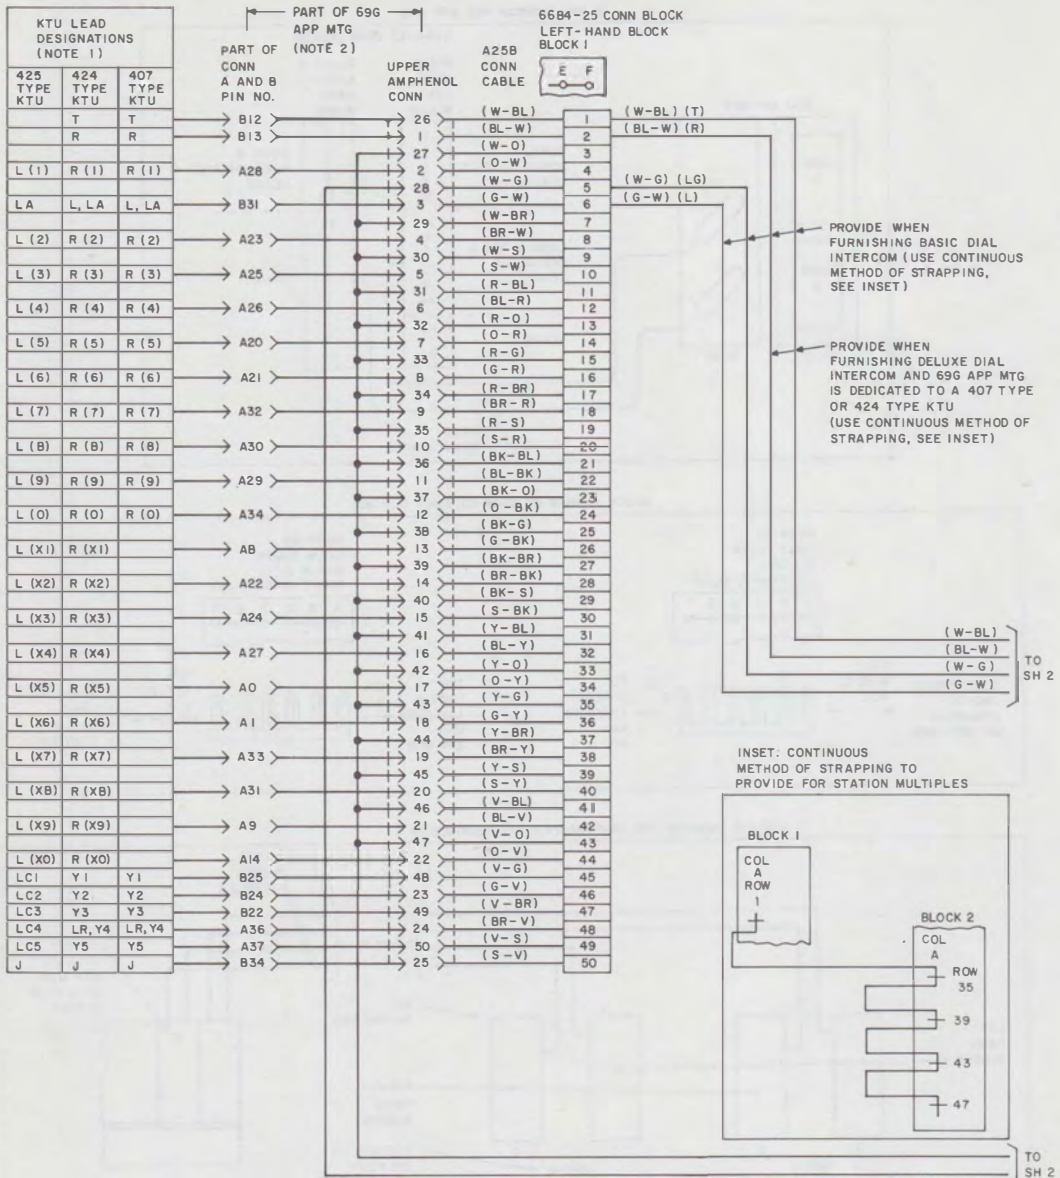 PART OF 69G
APP MTG
(NOTE 2)
66B4-25 CONN BLOCK
LEFT-HAND BLOCK
BLOCK 1
E F
KTU LEAD
DESIGNATIONS
(NOTE 1)
425 TYPE KTU | 424 TYPE KTU | 407 TYPE KTU | PART OF CONN A AND B PIN NO. | UPPER AMPHENOL CONN | A25B CONN CABLE
T T B12 26 (W-BL) 1 (W-BL) (T)
R R B13 1 (BL-W) 2 (BL-W) (R)
27 (W-O) 3
L (1) R (1) R (1) A28 2 (O-W) 4
28 (W-G) 5 (W-G) (LG)
LA L, LA L, LA B31 3 (G-W) 6 (G-W) (L)
29 (W-BR) 7
L (2) R (2) R (2) A23 4 (BR-W) 8
30 (W-S) 9
L (3) R (3) R (3) A25 5 (S-W) 10
31 (R-BL) 11
L (4) R (4) R (4) A26 6 (BL-R) 12
32 (R-O) 13
L (5) R (5) R (5) A20 7 (O-R) 14
33 (R-G) 15
L (6) R (6) R (6) A21 8 (G-R) 16
34 (R-BR) 17
L (7) R (7) R (7) A32 9 (BR-R) 18
35 (R-S) 19
L (8) R (8) R (8) A30 10 (S-R) 20
36 (BK-BL) 21
L (9) R (9) R (9) A29 11 (BL-BK) 22
37 (BK-O) 23
L (0) R (0) R (0) A34 12 (O-BK) 24
38 (BK-G) 25
L (X1) R (X1) A8 13 (G-BK) 26
39 (BK-BR) 27
L (X2) R (X2) A22 14 (BR-BK) 28
40 (BK-S) 29
L (X3) R (X3) A24 15 (S-BK) 30
41 (Y-BL) 31
L (X4) R (X4) A27 16 (BL-Y) 32
42 (Y-O) 33
L (X5) R (X5) A0 17 (O-Y) 34
43 (Y-G) 35
L (X6) R (X6) A1 18 (G-Y) 36
44 (Y-BR) 37
L (X7) R (X7) A33 19 (BR-Y) 38
45 (Y-S) 39
L (X8) R (X8) A31 20 (S-Y) 40
46 (V-BL) 41
L (X9) R (X9) A9 21 (BL-V) 42
47 (V-O) 43
L (X0) R (X0) A14 22 (O-V) 44
LC1 Y1 Y1 B25 48 (V-G) 45
LC2 Y2 Y2 B24 23 (G-V) 46
LC3 Y3 Y3 B22 49 (V-BR) 47
LC4 LR, Y4 LR, Y4 A36 24 (BR-V) 48
LC5 Y5 Y5 A37 50 (V-S) 49
J J J B34 25 (S-V) 50
PROVIDE WHEN
FURNISHING BASIC DIAL
INTERCOM (USE CONTINUOUS
METHOD OF STRAPPING,
SEE INSET)
PROVIDE WHEN
FURNISHING DELUXE DIAL
INTERCOM AND 69G APP MTG
IS DEDICATED TO A 407 TYPE
OR 424 TYPE KTU
(USE CONTINUOUS METHOD OF
STRAPPING, SEE INSET)
(W-BL)
(BL-W)
(W-G)
(G-W)
TO
SH 2
INSET: CONTINUOUS
METHOD OF STRAPPING TO
PROVIDE FOR STATION MULTIPLES
BLOCK 1
COL
A
ROW
1
BLOCK 2
COL
A
ROW
35
39
43
47
TO
SH 2